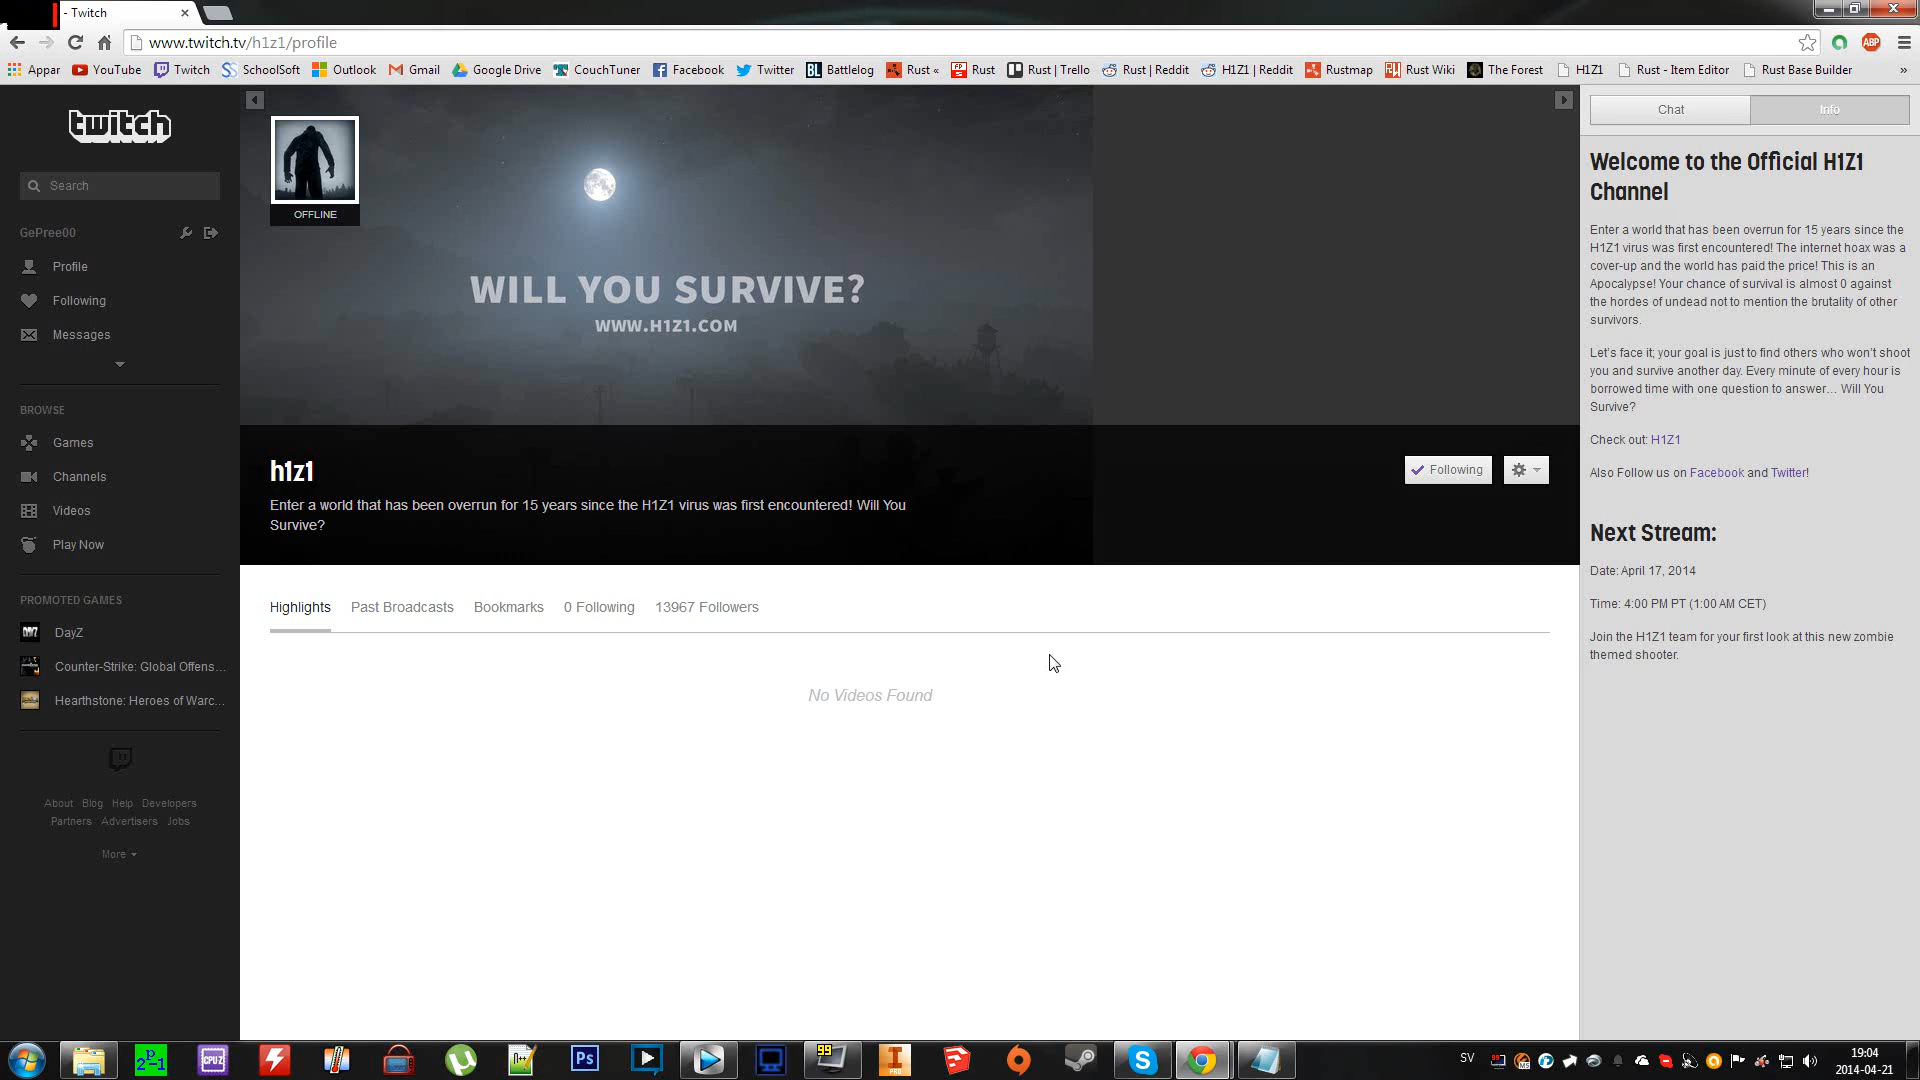 - Twitch
www.twitch.tv/h1z1/profile
Appar YouTube Twitch SchoolSoft Outlook Gmail Google Drive CouchTuner Facebook Twitter Battlelog Rust « Rust Rust | Trello Rust | Reddit H1Z1 | Reddit Rustmap Rust Wiki The Forest H1Z1 Rust - Item Editor Rust Base Builder »
twitch
Search
GePree00
Profile
Following
Messages
BROWSE
Games
Channels
Videos
Play Now
PROMOTED GAMES
DayZ
Counter-Strike: Global Offens...
Hearthstone: Heroes of Warc...
About Blog Help Developers
Partners Advertisers Jobs
More
OFFLINE
WILL YOU SURVIVE?
WWW.H1Z1.COM
h1z1
Enter a world that has been overrun for 15 years since the H1Z1 virus was first encountered! Will You
Survive?
Following
Highlights Past Broadcasts Bookmarks 0 Following 13967 Followers
No Videos Found
Chat Info
Welcome to the Official H1Z1
Channel
Enter a world that has been overrun for 15 years since the
H1Z1 virus was first encountered! The internet hoax was a
cover-up and the world has paid the price! This is an
Apocalypse! Your chance of survival is almost 0 against
the hordes of undead not to mention the brutality of other
survivors.
Let's face it; your goal is just to find others who won't shoot
you and survive another day. Every minute of every hour is
borrowed time with one question to answer... Will You
Survive?
Check out: H1Z1
Also Follow us on Facebook and Twitter!
Next Stream:
Date: April 17, 2014
Time: 4:00 PM PT (1:00 AM CET)
Join the H1Z1 team for your first look at this new zombie
themed shooter.
SV
19:04
2014-04-21